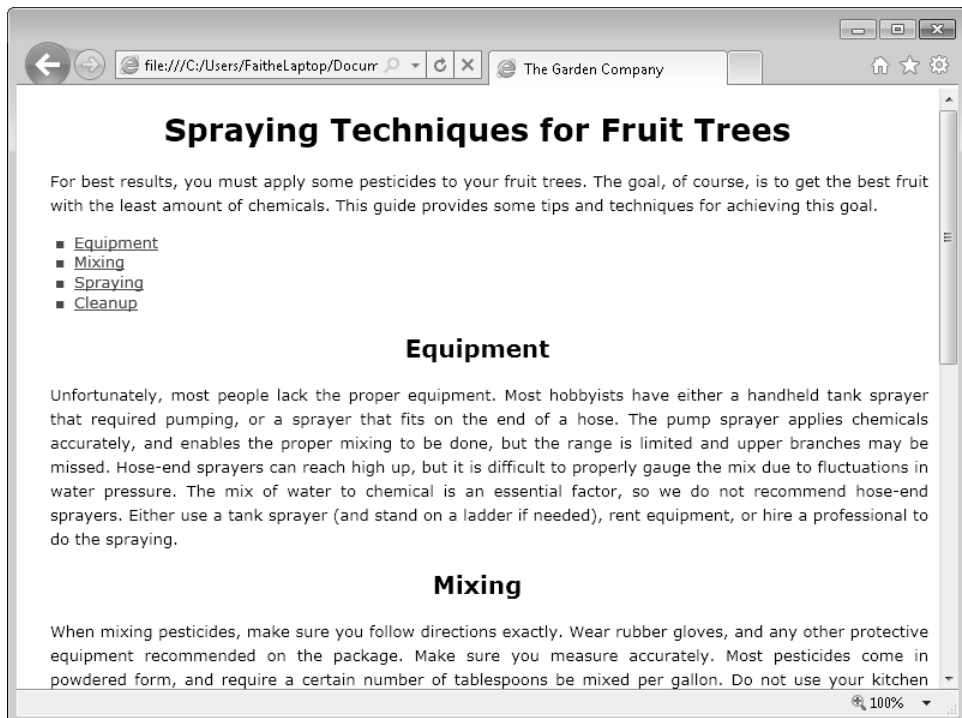 file:///C:/Users/FaitheLaptop/Docum
The Garden Company
Spraying Techniques for Fruit Trees
For best results, you must apply some pesticides to your fruit trees. The goal, of course, is to get the best fruit
with the least amount of chemicals. This guide provides some tips and techniques for achieving this goal.
Equipment
Mixing
Spraying
Cleanup
Equipment
Unfortunately, most people lack the proper equipment. Most hobbyists have either a handheld tank sprayer
that required pumping, or a sprayer that fits on the end of a hose. The pump sprayer applies chemicals
accurately, and enables the proper mixing to be done, but the range is limited and upper branches may be
missed. Hose-end sprayers can reach high up, but it is difficult to properly gauge the mix due to fluctuations in
water pressure. The mix of water to chemical is an essential factor, so we do not recommend hose-end
sprayers. Either use a tank sprayer (and stand on a ladder if needed), rent equipment, or hire a professional to
do the spraying.
Mixing
When mixing pesticides, make sure you follow directions exactly. Wear rubber gloves, and any other protective
equipment recommended on the package. Make sure you measure accurately. Most pesticides come in
powdered form, and require a certain number of tablespoons be mixed per gallon. Do not use your kitchen
100%